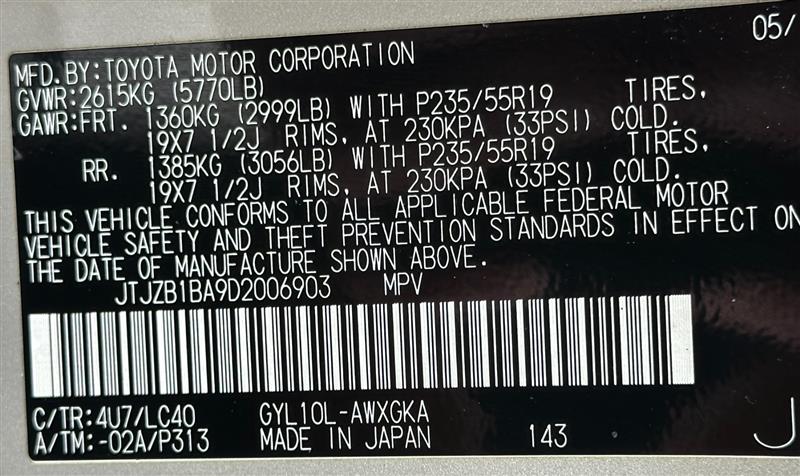 05/
MFD.BY:TOYOTA MOTOR CORPORATION
GVWR:2615KG (5770LB)
GAWR:FRT. 1360KG (2999LB) WITH P235/55R19 TIRES,
19X7 1/2J RIMS, AT 230KPA (33PSI) COLD.
RR. 1385KG (3056LB) WITH P235/55R19 TIRES,
19X7 1/2J RIMS, AT 230KPA (33PSI) COLD.
THIS VEHICLE CONFORMS TO ALL APPLICABLE FEDERAL MOTOR
VEHICLE SAFETY AND THEFT PREVENTION STANDARDS IN EFFECT ON
THE DATE OF MANUFACTURE SHOWN ABOVE.
JTJZB1BA9D2006903 MPV
C/TR:4U7/LC40 GYL10L-AWXGKA
A/TM:-02A/P313 MADE IN JAPAN 143 J